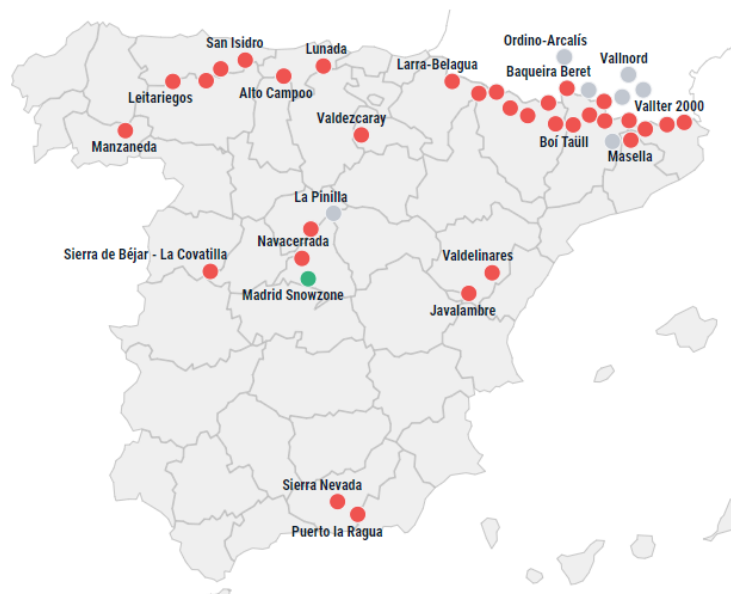 Ordino-Arcalís
San Isidro
Lunada
Vallnord
Larra-Belagua
Baqueira Beret
Leitariegos
Alto Campoo
Vallter 2000
Valdezcaray
Manzaneda
Boí Taüll
Masella
La Pinilla
Navacerrada
Sierra de Béjar - La Covatilla
Valdelinares
Madrid Snowzone
Javalambre
Sierra Nevada
Puerto la Ragua